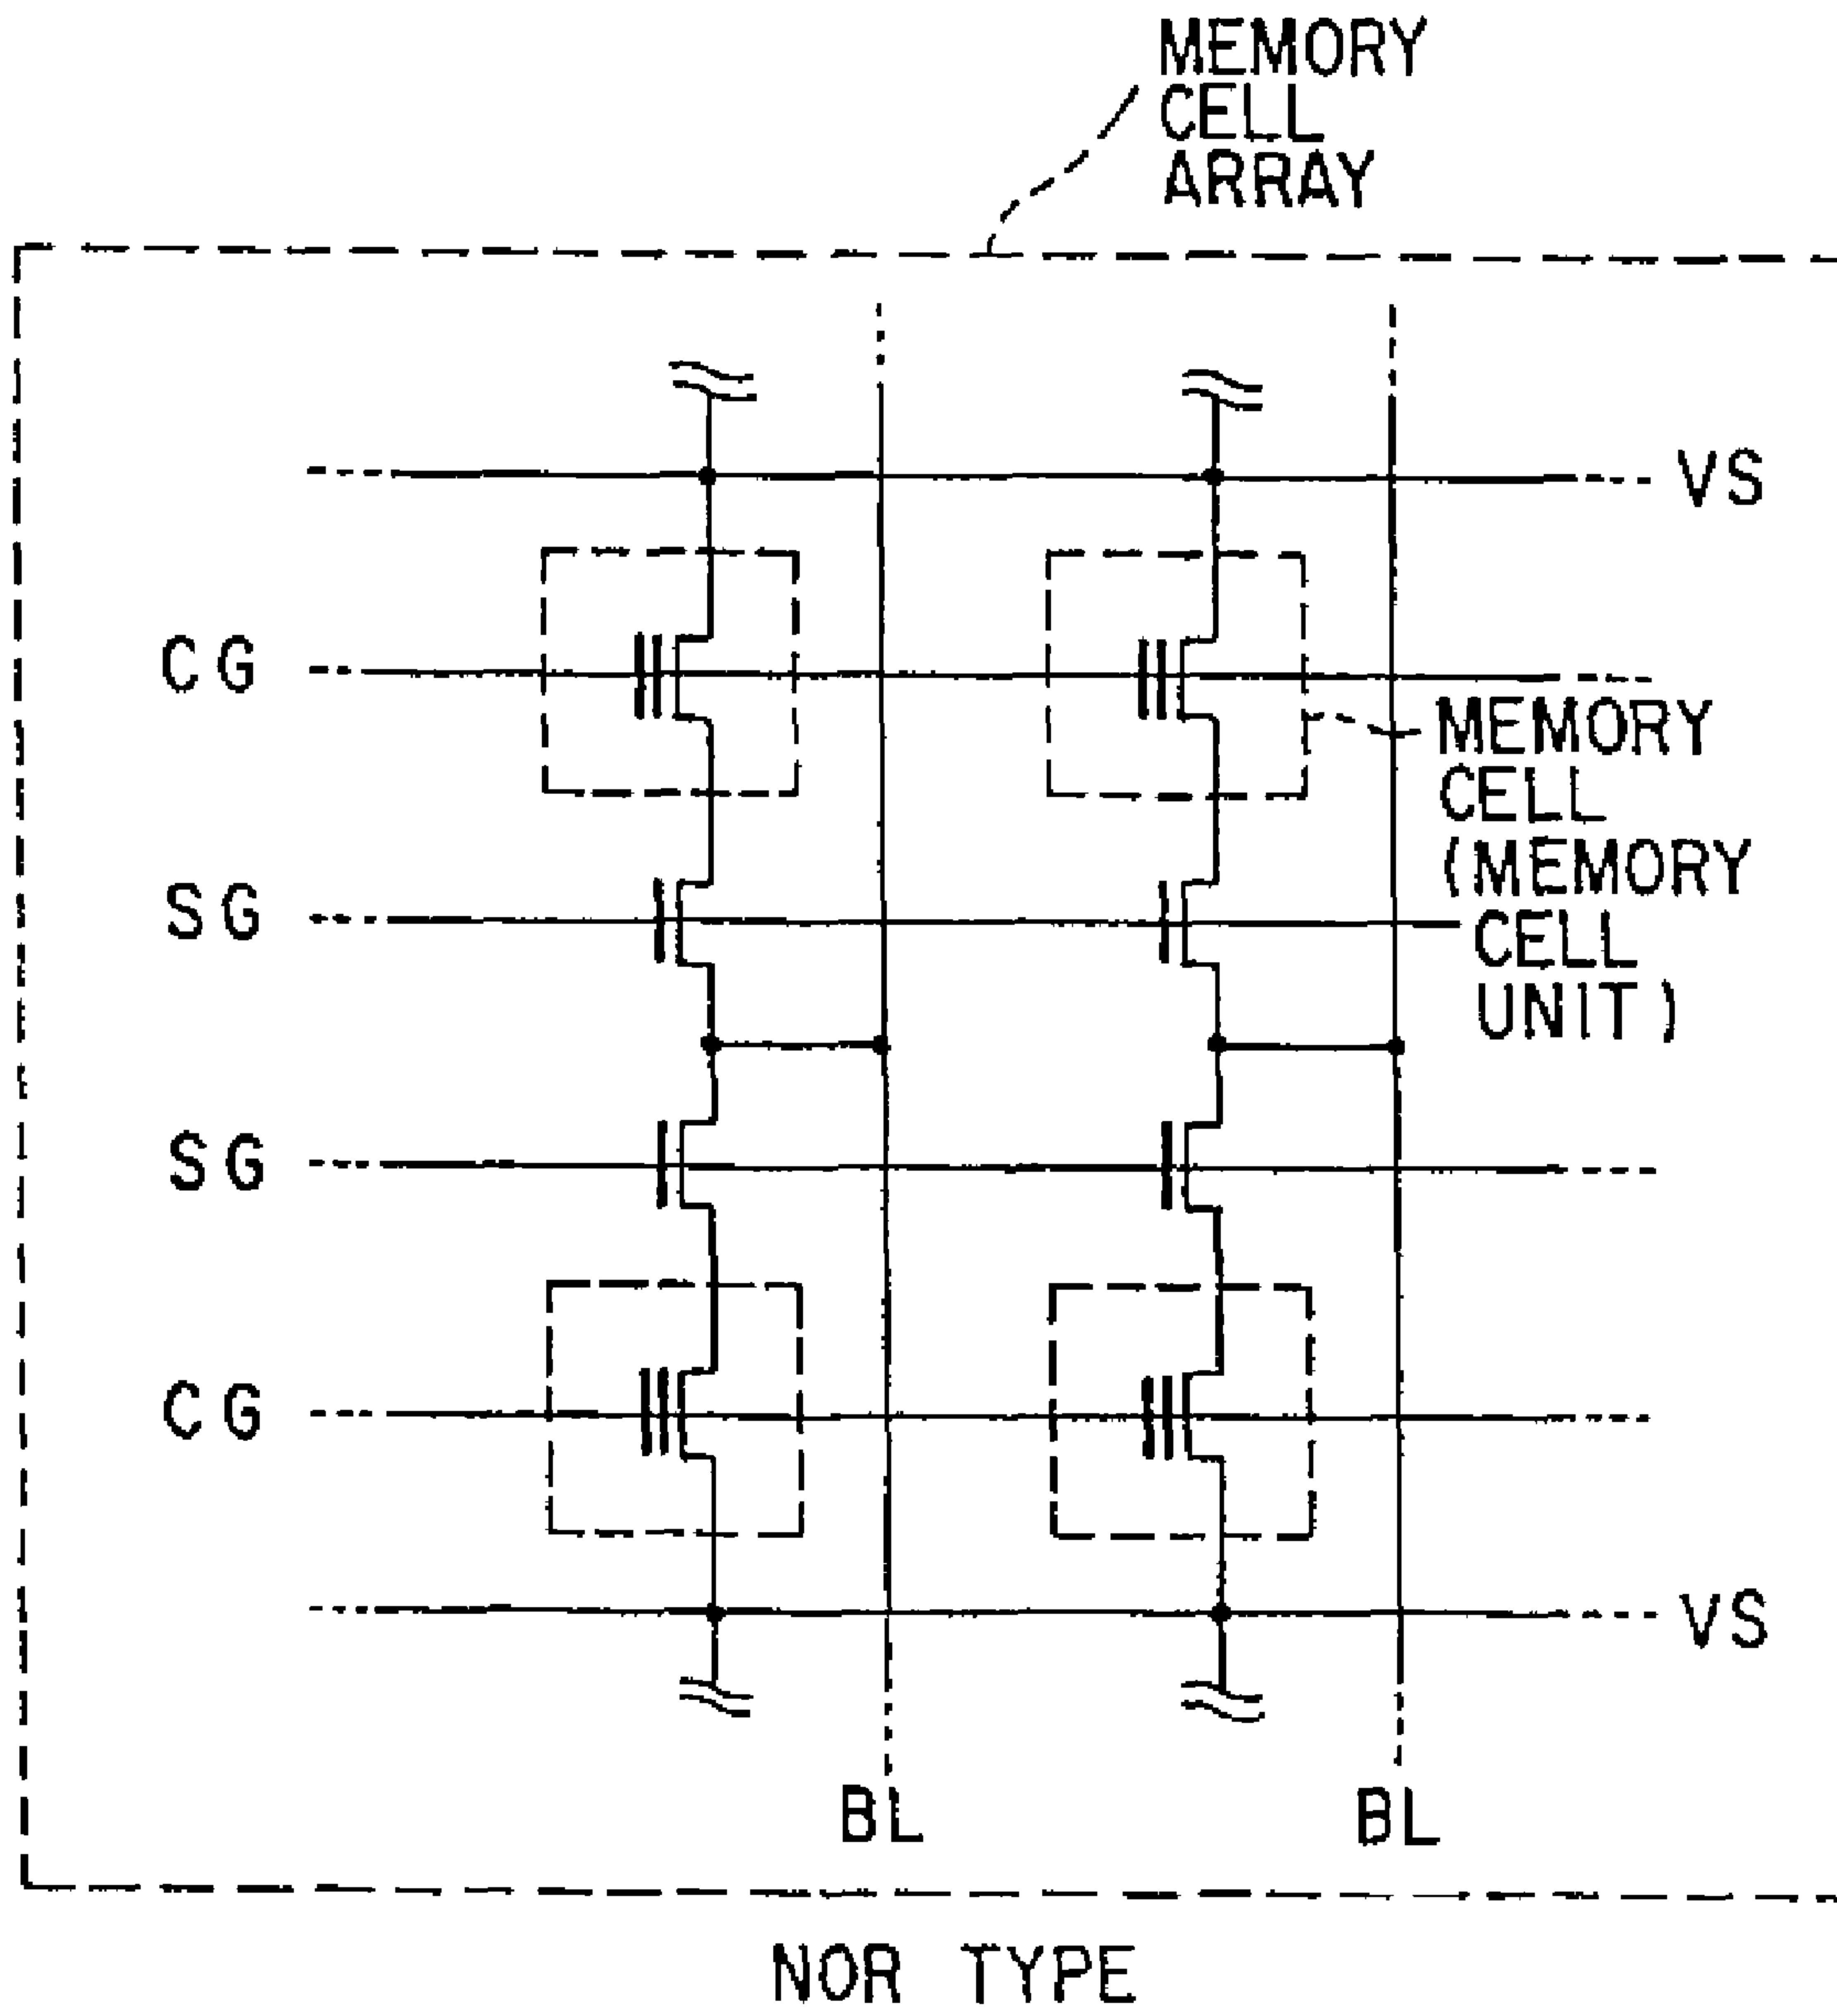 MEMORY
CELL
ARRAY
VS
CG
MEMORY
CELL
(MEMORY
CELL
UNIT)
SG
SG
CG
VS
BL
BL
NOR TYPE